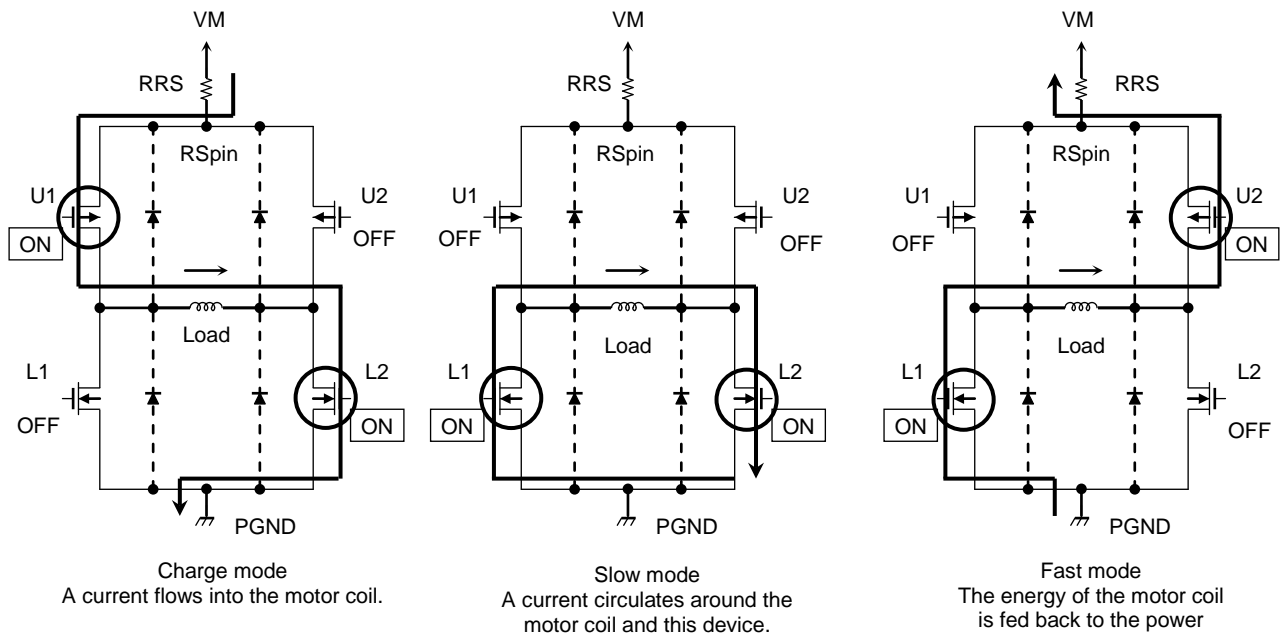 VM
RRS
RSpin
U1
U2
ON
OFF
Load
L1
L2
OFF
ON
PGND
Charge mode
A current flows into the motor coil.
VM
RRS
RSpin
U1
U2
OFF
OFF
Load
L1
L2
ON
ON
PGND
Slow mode
A current circulates around the
motor coil and this device.
VM
RRS
RSpin
U1
U2
OFF
ON
Load
L1
L2
ON
OFF
PGND
Fast mode
The energy of the motor coil
is fed back to the power